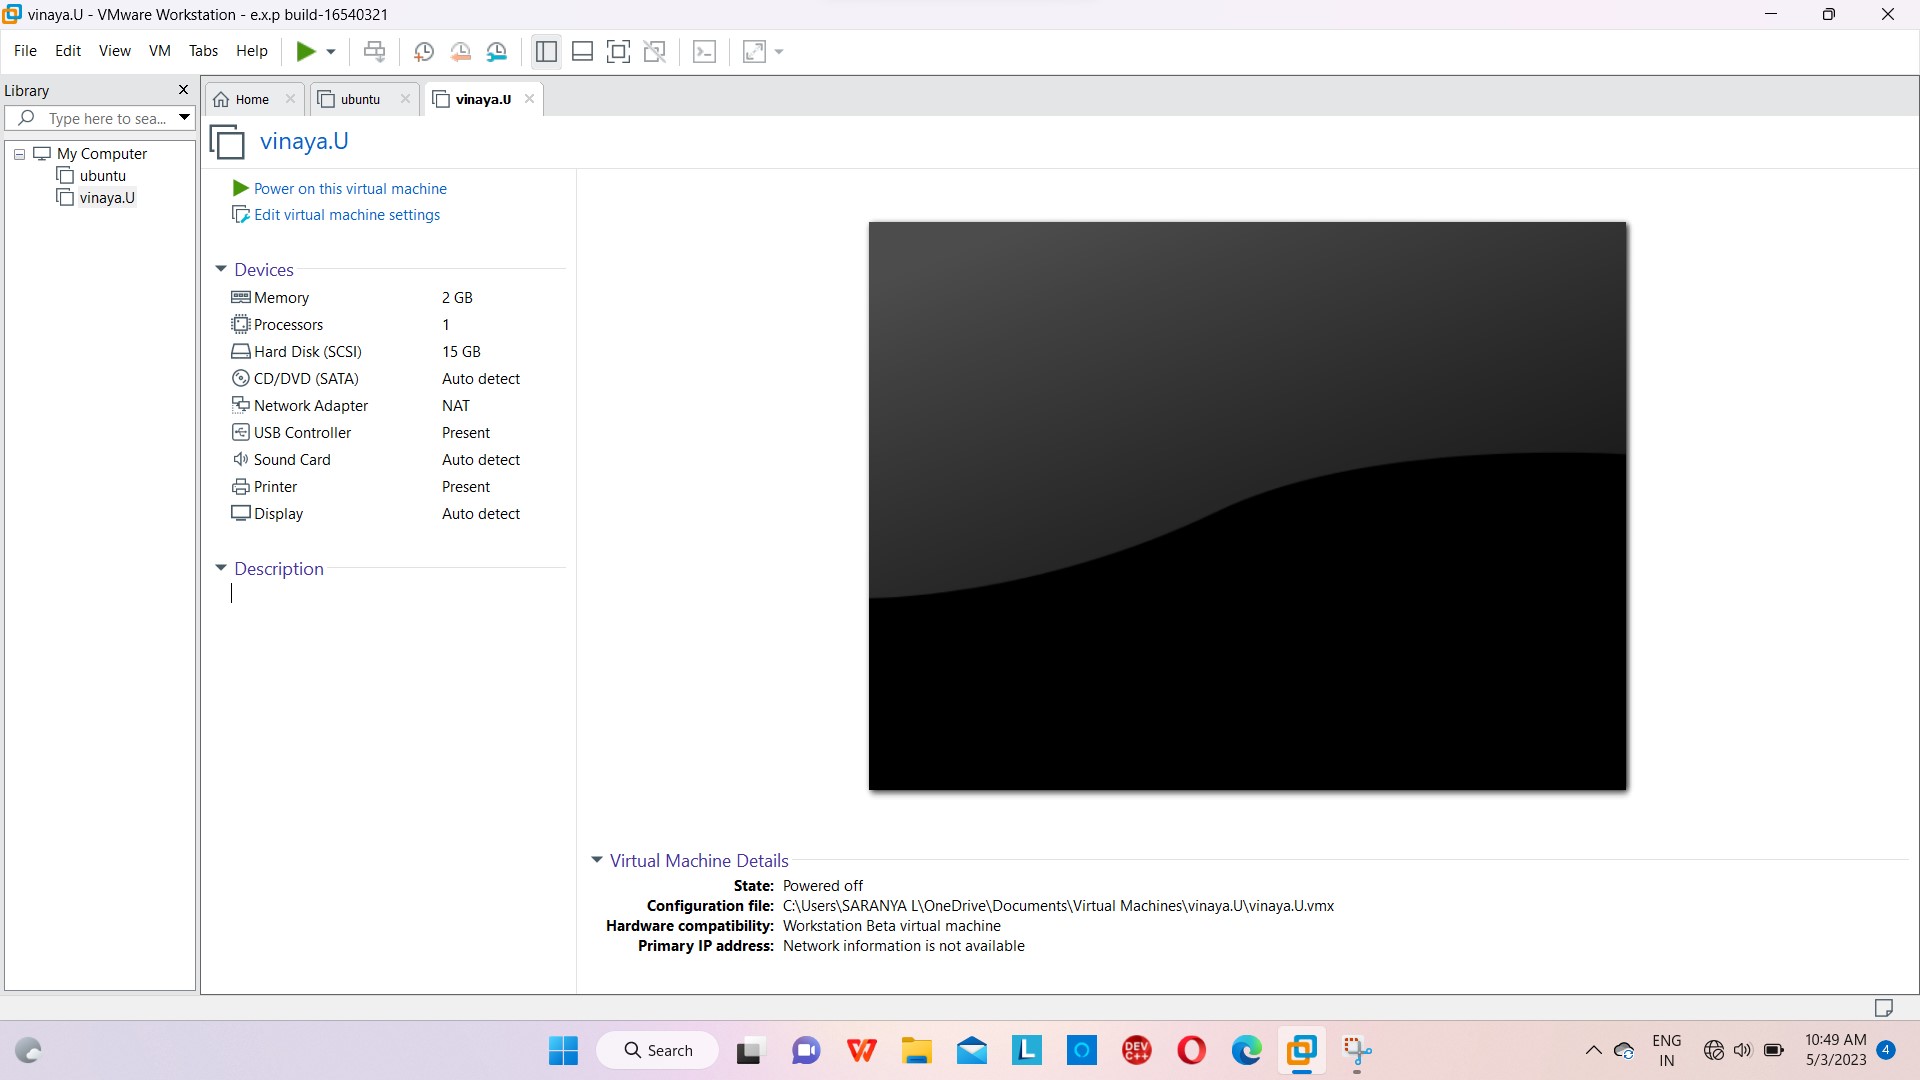 vinaya.U - VMware Workstation - e.x.p build-16540321
File Edit View VM Tabs Help
Library
Home ubuntu vinaya.U
Type here to sea...
My Computer
ubuntu
vinaya.U
vinaya.U
Power on this virtual machine
Edit virtual machine settings
Devices
Memory 2 GB
Processors 1
Hard Disk (SCSI) 15 GB
CD/DVD (SATA) Auto detect
Network Adapter NAT
USB Controller Present
Sound Card Auto detect
Printer Present
Display Auto detect
Description
Virtual Machine Details
State: Powered off
Configuration file: C:\Users\SARANYA L\OneDrive\Documents\Virtual Machines\vinaya.U\vinaya.U.vmx
Hardware compatibility: Workstation Beta virtual machine
Primary IP address: Network information is not available
Search
L
DEV
C++
ENG
IN
10:49 AM
5/3/2023
4